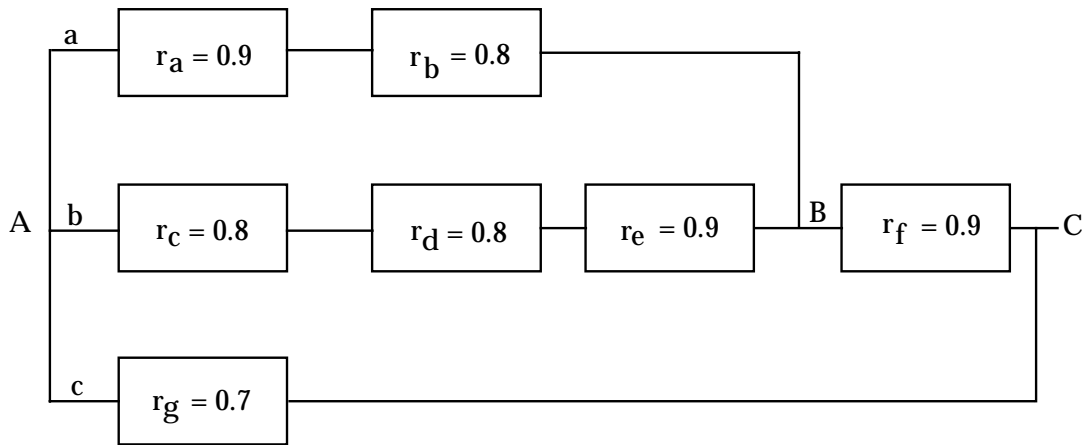 a
r_a = 0.9
r_b = 0.8
A
b
r_c = 0.8
r_d = 0.8
r_e = 0.9
B
r_f = 0.9
C
c
r_g = 0.7